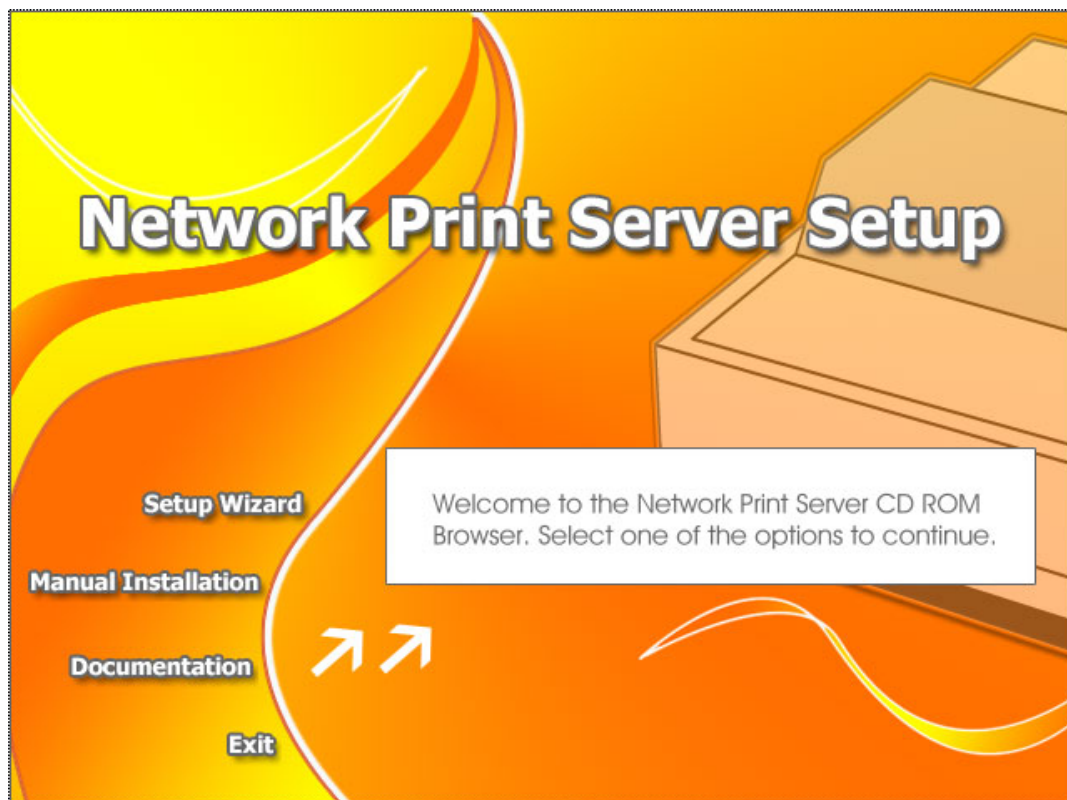 Network Print Server Setup
Setup Wizard
Welcome to the Network Print Server CD ROM
Browser. Select one of the options to continue.
Manual Installation
Documentation
Exit